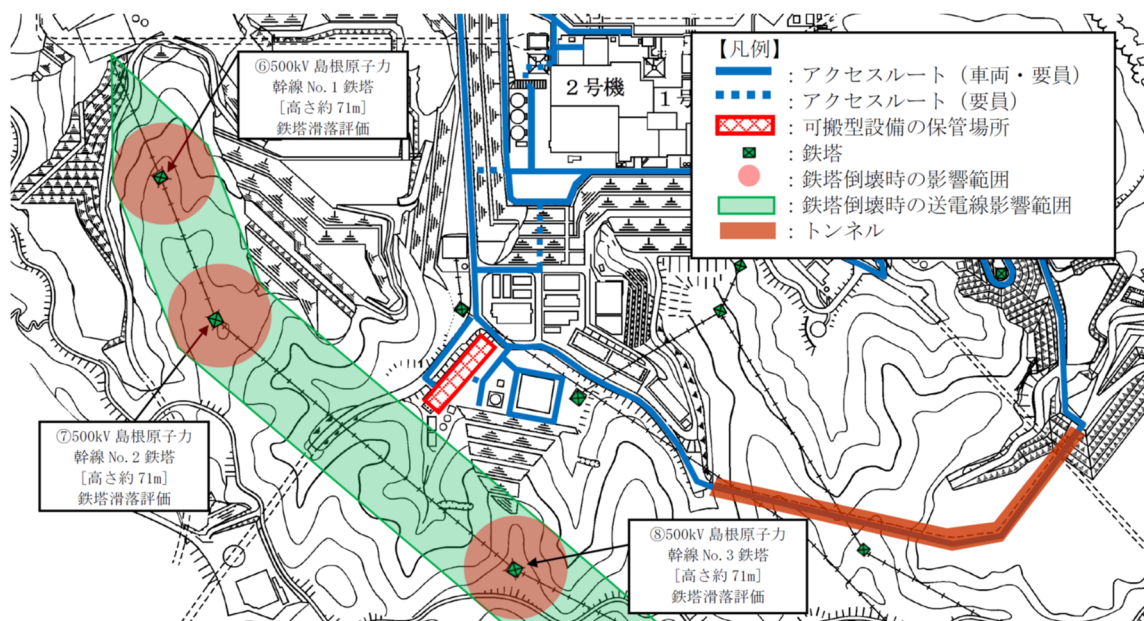 ⑥500kV 島根原子力
幹線 No.1 鉄塔
[高さ約 71m]
鉄塔滑落評価
2号機
1号
【凡例】
：アクセスルート（車両・要員）
：アクセスルート（要員）
：可搬型設備の保管場所
：鉄塔
：鉄塔倒壊時の影響範囲
：鉄塔倒壊時の送電線影響範囲
：トンネル
⑦500kV 島根原子力
幹線 No.2 鉄塔
[高さ約 71m]
鉄塔滑落評価
⑧500kV 島根原子力
幹線 No.3 鉄塔
[高さ約 71m]
鉄塔滑落評価